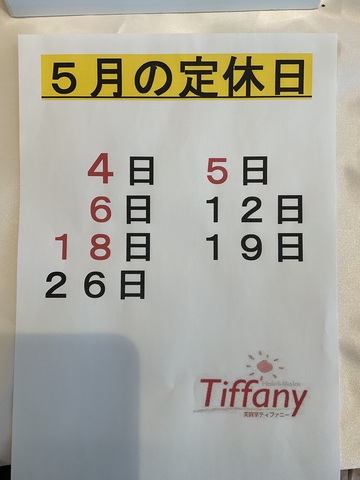 ５月の定休日
４日　５日
６日　１２日
１８日　１９日
２６日
Tiffany
美顔室ティファニー